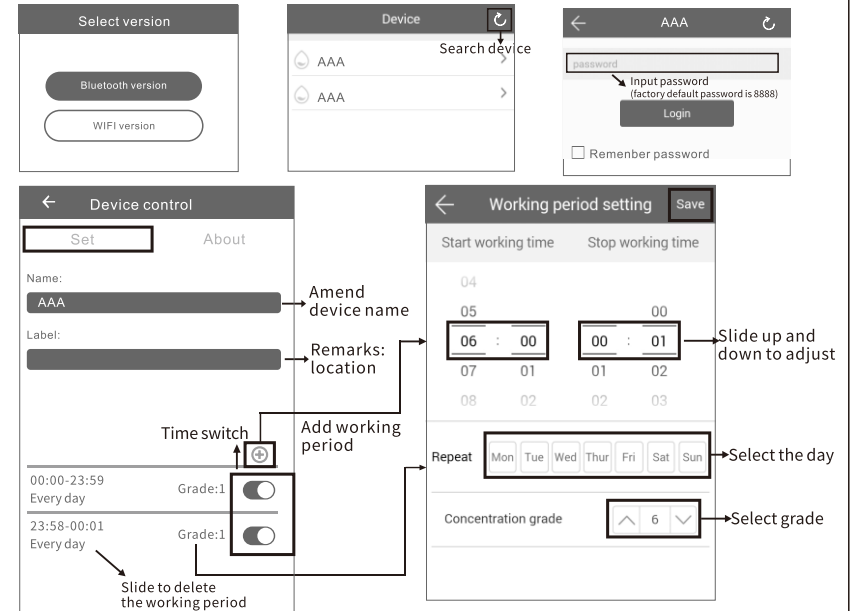 Select version
Bluetooth version
WIFI version
Device
Search device
AAA
AAA
AAA
password
Input password
(factory default password is 8888)
Login
Remenber password
Device control
Set About
Name:
AAA
Amend
device name
Label:
Remarks:
location
Time switch
Add working
period
00:00-23:59
Every day
Grade:1
23:58-00:01
Every day
Grade:1
Slide to delete
the working period
Working period setting Save
Start working time Stop working time
04
05 00
06 : 00 00 : 01
07 01 01 02
08 02 02 03
Slide up and
down to adjust
Repeat Mon Tue Wed Thur Fri Sat Sun
Select the day
Concentration grade 6
Select grade